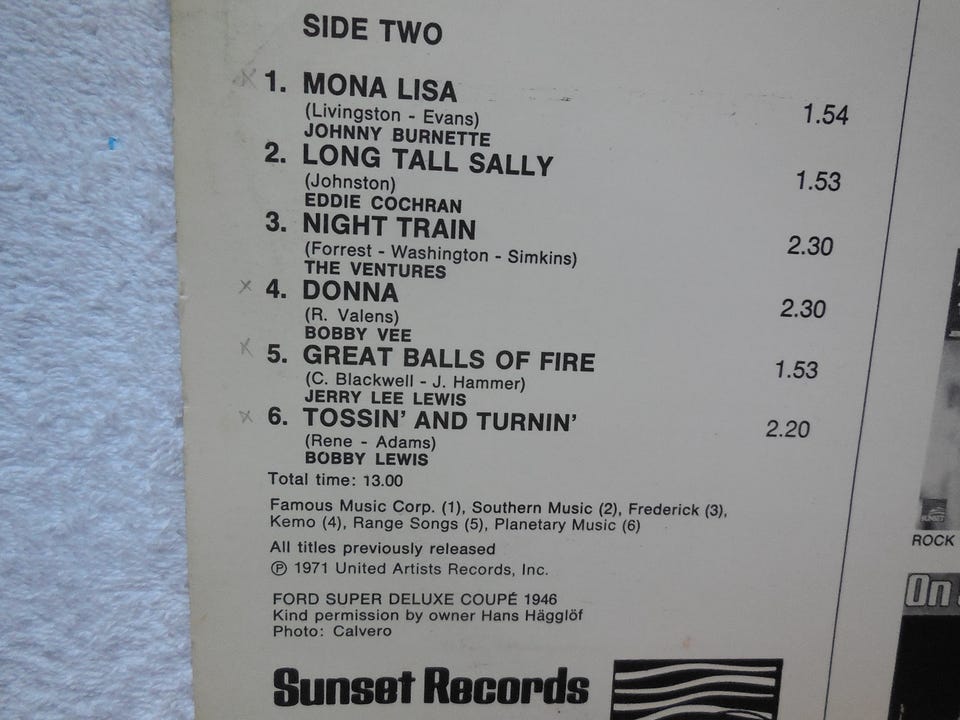 SIDE TWO
1. MONA LISA 1.54
(Livingston - Evans)
JOHNNY BURNETTE
2. LONG TALL SALLY 1.53
(Johnston)
EDDIE COCHRAN
3. NIGHT TRAIN 2.30
(Forrest - Washington - Simkins)
THE VENTURES
4. DONNA 2.30
(R. Valens)
BOBBY VEE
5. GREAT BALLS OF FIRE 1.53
(C. Blackwell - J. Hammer)
JERRY LEE LEWIS
6. TOSSIN' AND TURNIN' 2.20
(Rene - Adams)
BOBBY LEWIS
Total time: 13.00
Famous Music Corp. (1), Southern Music (2), Frederick (3),
Kemo (4), Range Songs (5), Planetary Music (6)
All titles previously released
℗ 1971 United Artists Records, Inc.
FORD SUPER DELUXE COUPÉ 1946
Kind permission by owner Hans Hägglöf
Photo: Calvero
Sunset Records
SUNSET
ROCK
On